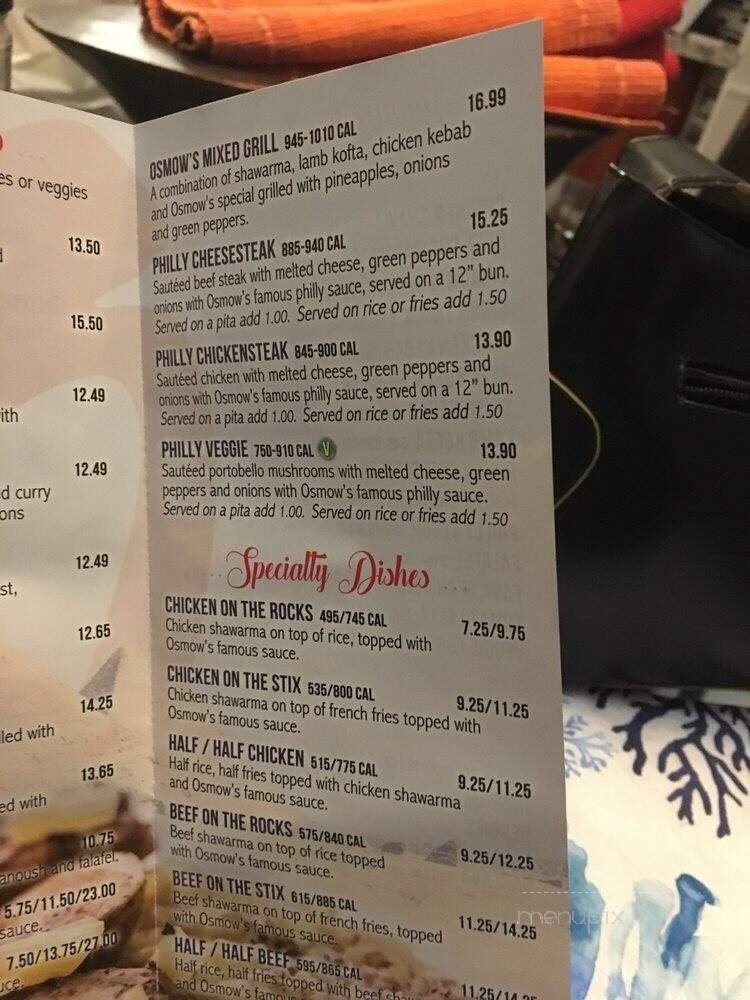 es or veggies
13.50
15.50
12.49
ith
12.49
d curry
ons
12.49
st,
12.65
14.25
lled with
13.65
ed with
10.75
anoush and falafel.
5.75/11.50/23.00
sauce.
7.50/13.75/27.00
uce.
OSMOW'S MIXED GRILL 945-1010 CAL 16.99
A combination of shawarma, lamb kofta, chicken kebab
and Osmow's special grilled with pineapples, onions
and green peppers.
PHILLY CHEESESTEAK 885-940 CAL 15.25
Sautéed beef steak with melted cheese, green peppers and
onions with Osmow's famous philly sauce, served on a 12" bun.
Served on a pita add 1.00. Served on rice or fries add 1.50
PHILLY CHICKENSTEAK 845-900 CAL 13.90
Sautéed chicken with melted cheese, green peppers and
onions with Osmow's famous philly sauce, served on a 12" bun.
Served on a pita add 1.00. Served on rice or fries add 1.50
PHILLY VEGGIE 750-910 CAL V 13.90
Sautéed portobello mushrooms with melted cheese, green
peppers and onions with Osmow's famous philly sauce.
Served on a pita add 1.00. Served on rice or fries add 1.50
Specialty Dishes
CHICKEN ON THE ROCKS 495/745 CAL 7.25/9.75
Chicken shawarma on top of rice, topped with
Osmow's famous sauce.
CHICKEN ON THE STIX 535/800 CAL 9.25/11.25
Chicken shawarma on top of french fries topped with
Osmow's famous sauce.
HALF / HALF CHICKEN 515/775 CAL 9.25/11.25
Half rice, half fries topped with chicken shawarma
and Osmow's famous sauce.
BEEF ON THE ROCKS 575/840 CAL 9.25/12.25
Beef shawarma on top of rice topped
with Osmow's famous sauce.
BEEF ON THE STIX 615/885 CAL 11.25/14.25
Beef shawarma on top of french fries, topped
with Osmow's famous sauce.
HALF / HALF BEEF 595/865 CAL
Half rice, half fries topped with beef
and Osmow's
menupix